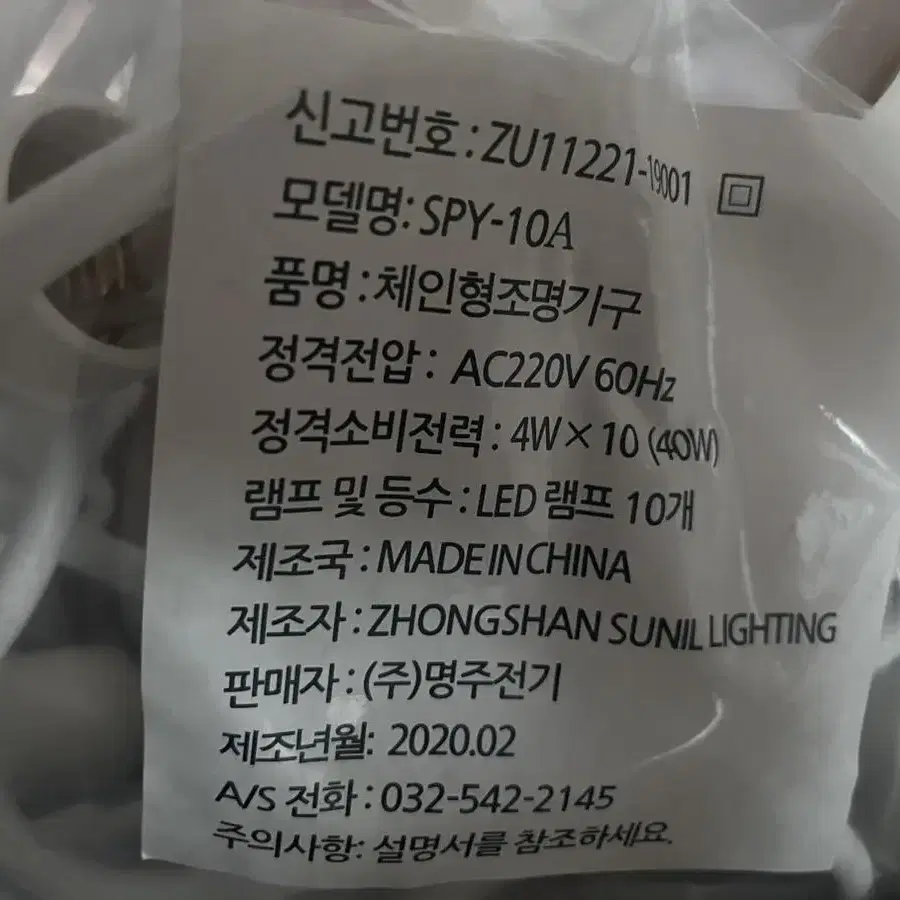 신고번호 : ZU11221-19001
모델명: SPY-10A
품명 : 체인형조명기구
정격전압 : AC220V 60Hz
정격소비전력 : 4W×10 (40W)
램프 및 등수 : LED 램프 10개
제조국 : MADE IN CHINA
제조자 : ZHONGSHAN SUNIL LIGHTING
판매자 : (주)명주전기
제조년월: 2020.02
A/S 전화 : 032-542-2145
주의사항: 설명서를 참조하세요.